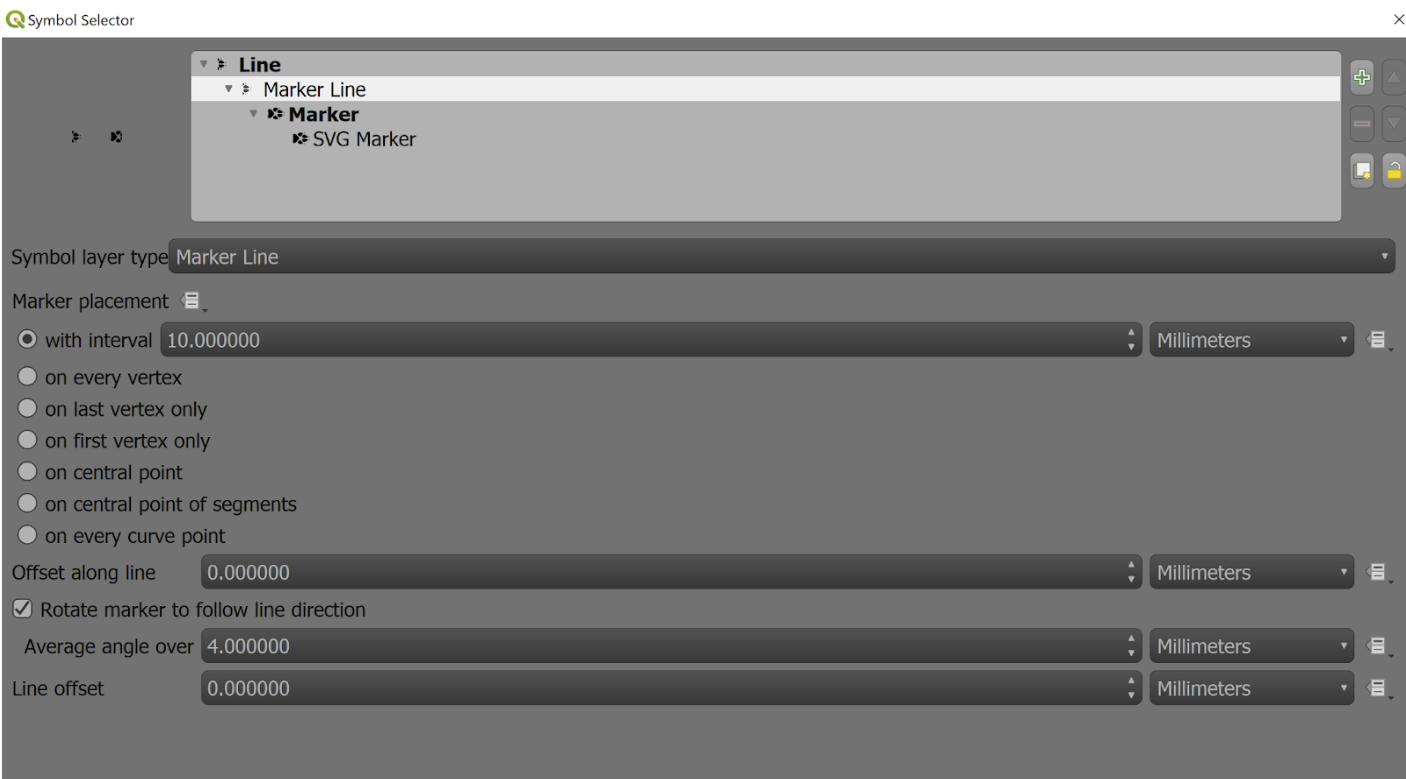 Symbol Selector
Line
Marker Line
Marker
SVG Marker
Symbol layer type Marker Line
Marker placement
with interval 10.000000 Millimeters
on every vertex
on last vertex only
on first vertex only
on central point
on central point of segments
on every curve point
Offset along line 0.000000 Millimeters
Rotate marker to follow line direction
Average angle over 4.000000 Millimeters
Line offset 0.000000 Millimeters